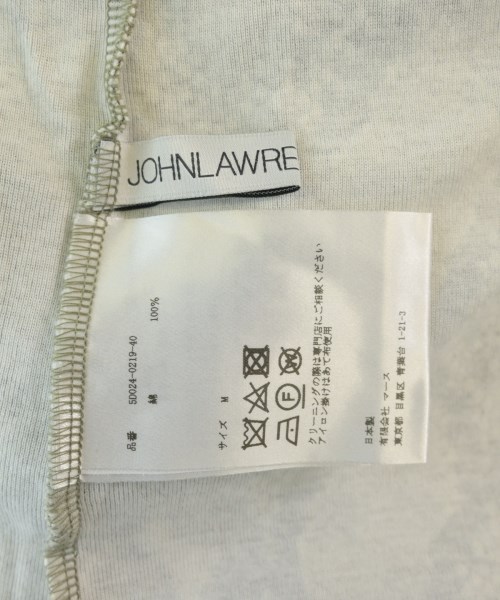 JOHNLAWRE
品番 5D024-0219-40
綿 100%
サイズ M
クリーニングの際は専門店にご相談ください
アイロン掛けはあて布使用
日本製
有限会社 マース
東京都 目黒区 青葉台 1-21-3